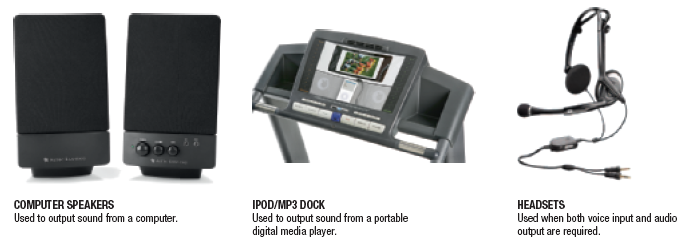 COMPUTER SPEAKERS
Used to output sound from a computer.
IPOD/MP3 DOCK
Used to output sound from a portable
digital media player.
HEADSETS
Used when both voice input and audio
output are required.